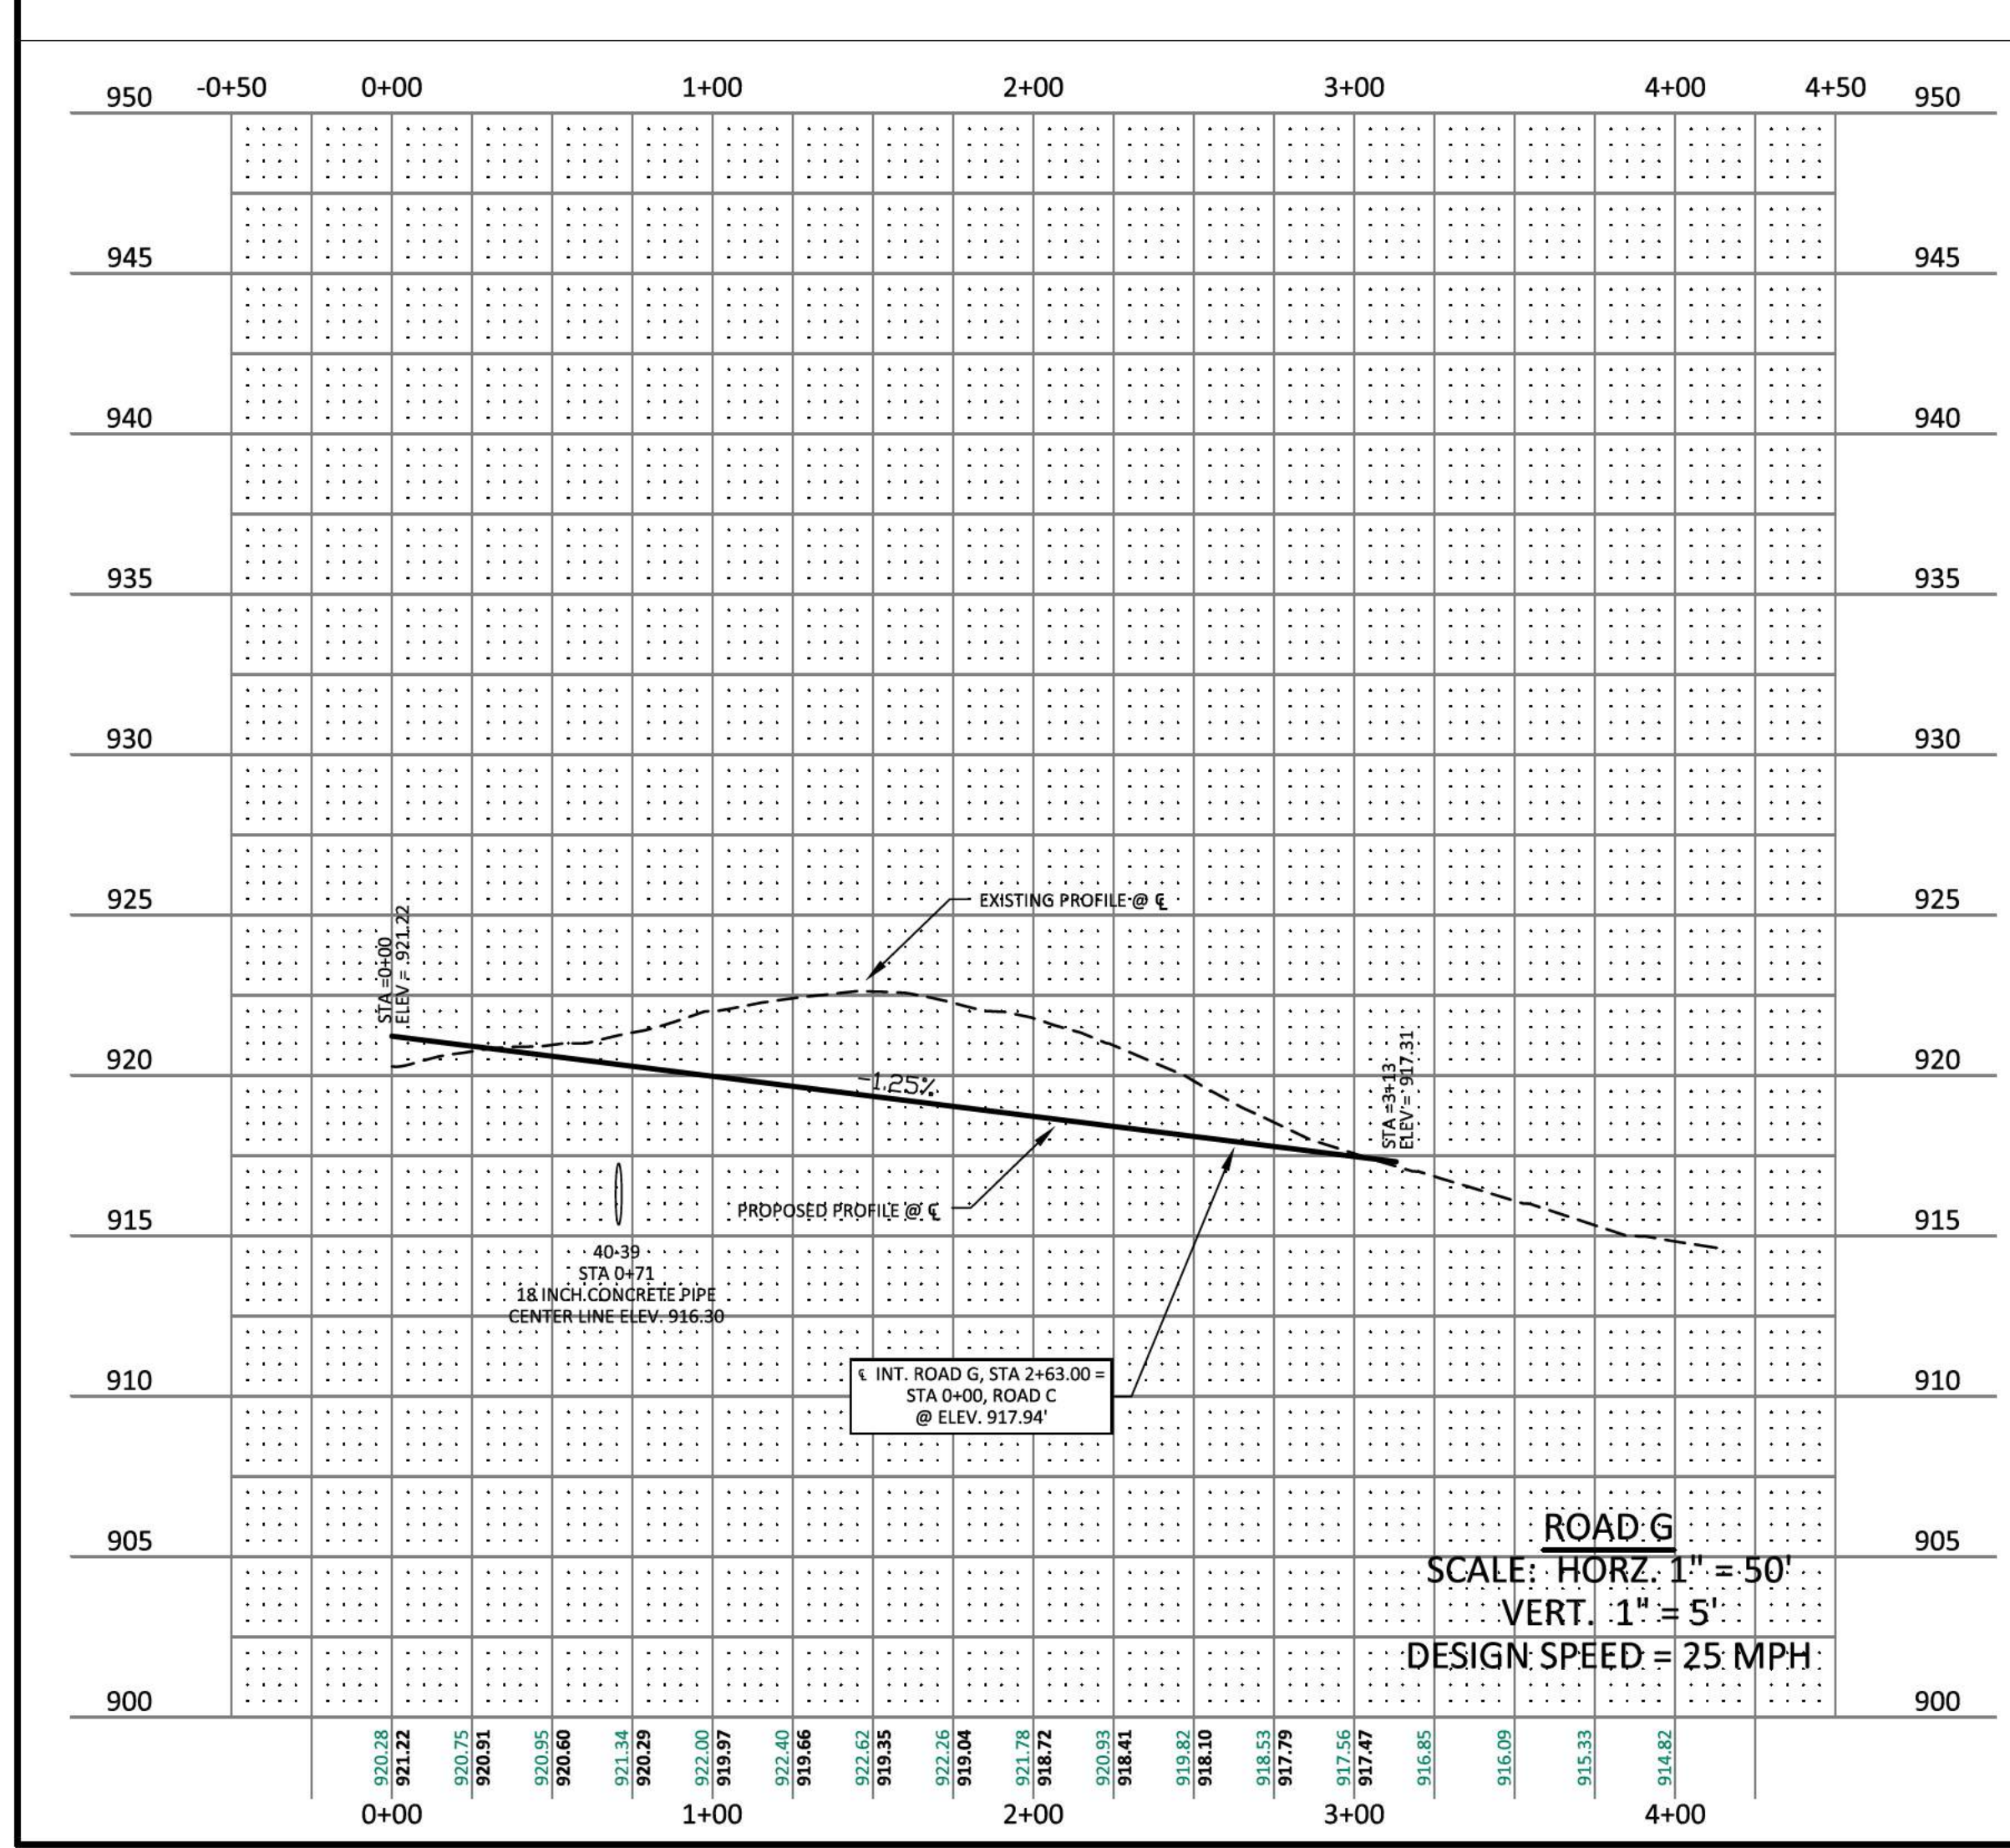 -0+50 0+00 1+00 2+00 3+00 4+00 4+50
950 950
945 945
940 940
935 935
930 930
925 925
EXISTING PROFILE @ ℄
STA =0+00
ELEV = 921.22
920 920
-1.25%
STA =3+13
ELEV = 917.31
PROPOSED PROFILE @ ℄
915 915
40-39
STA 0+71
18 INCH CONCRETE PIPE
CENTER LINE ELEV. 916.30
910 910
℄ INT. ROAD G, STA 2+63.00 =
STA 0+00, ROAD C
@ ELEV. 917.94'
905 905
ROAD G
SCALE: HORZ. 1" = 50'
VERT. 1" = 5'
DESIGN SPEED = 25 MPH
900 900
920.28
921.22
920.75
920.91
920.95
920.60
921.34
920.29
922.00
919.97
922.40
919.66
922.62
919.35
922.26
919.04
921.78
918.72
920.93
918.41
919.82
918.10
918.53
917.79
917.56
917.47
916.85
916.09
915.33
914.82
0+00 1+00 2+00 3+00 4+00